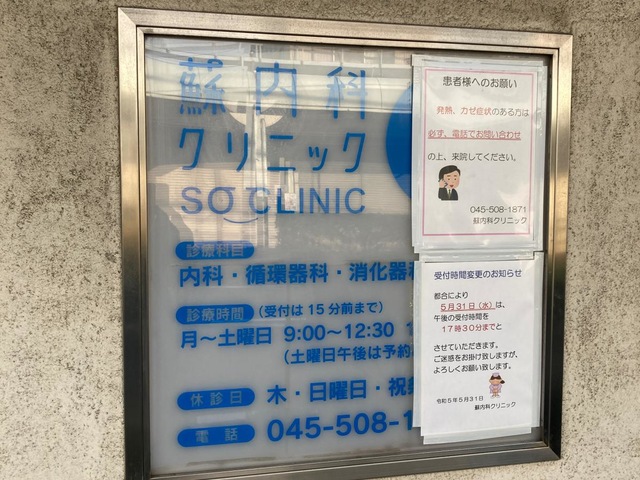 蘇内科
クリニック
SO CLINIC
診療科目
内科・循環器科・消化器科
診療時間 (受付は15分前まで)
月～土曜日 9:00～12:30 1
(土曜日午後は予約
休診日 木・日曜日・祝祭
電話 045-508-1
患者様へのお願い
発熱、カゼ症状のある方は
必ず、電話でお問い合わせ
の上、来院してください。
045-508-1871
蘇内科クリニック
受付時間変更のお知らせ
都合により
5月31日(水)は、
午後の受付時間を
17時30分までと
させていただきます。
ご迷惑をお掛け致しますが、
よろしくお願い致します。
令和5年5月31日
蘇内科クリニック